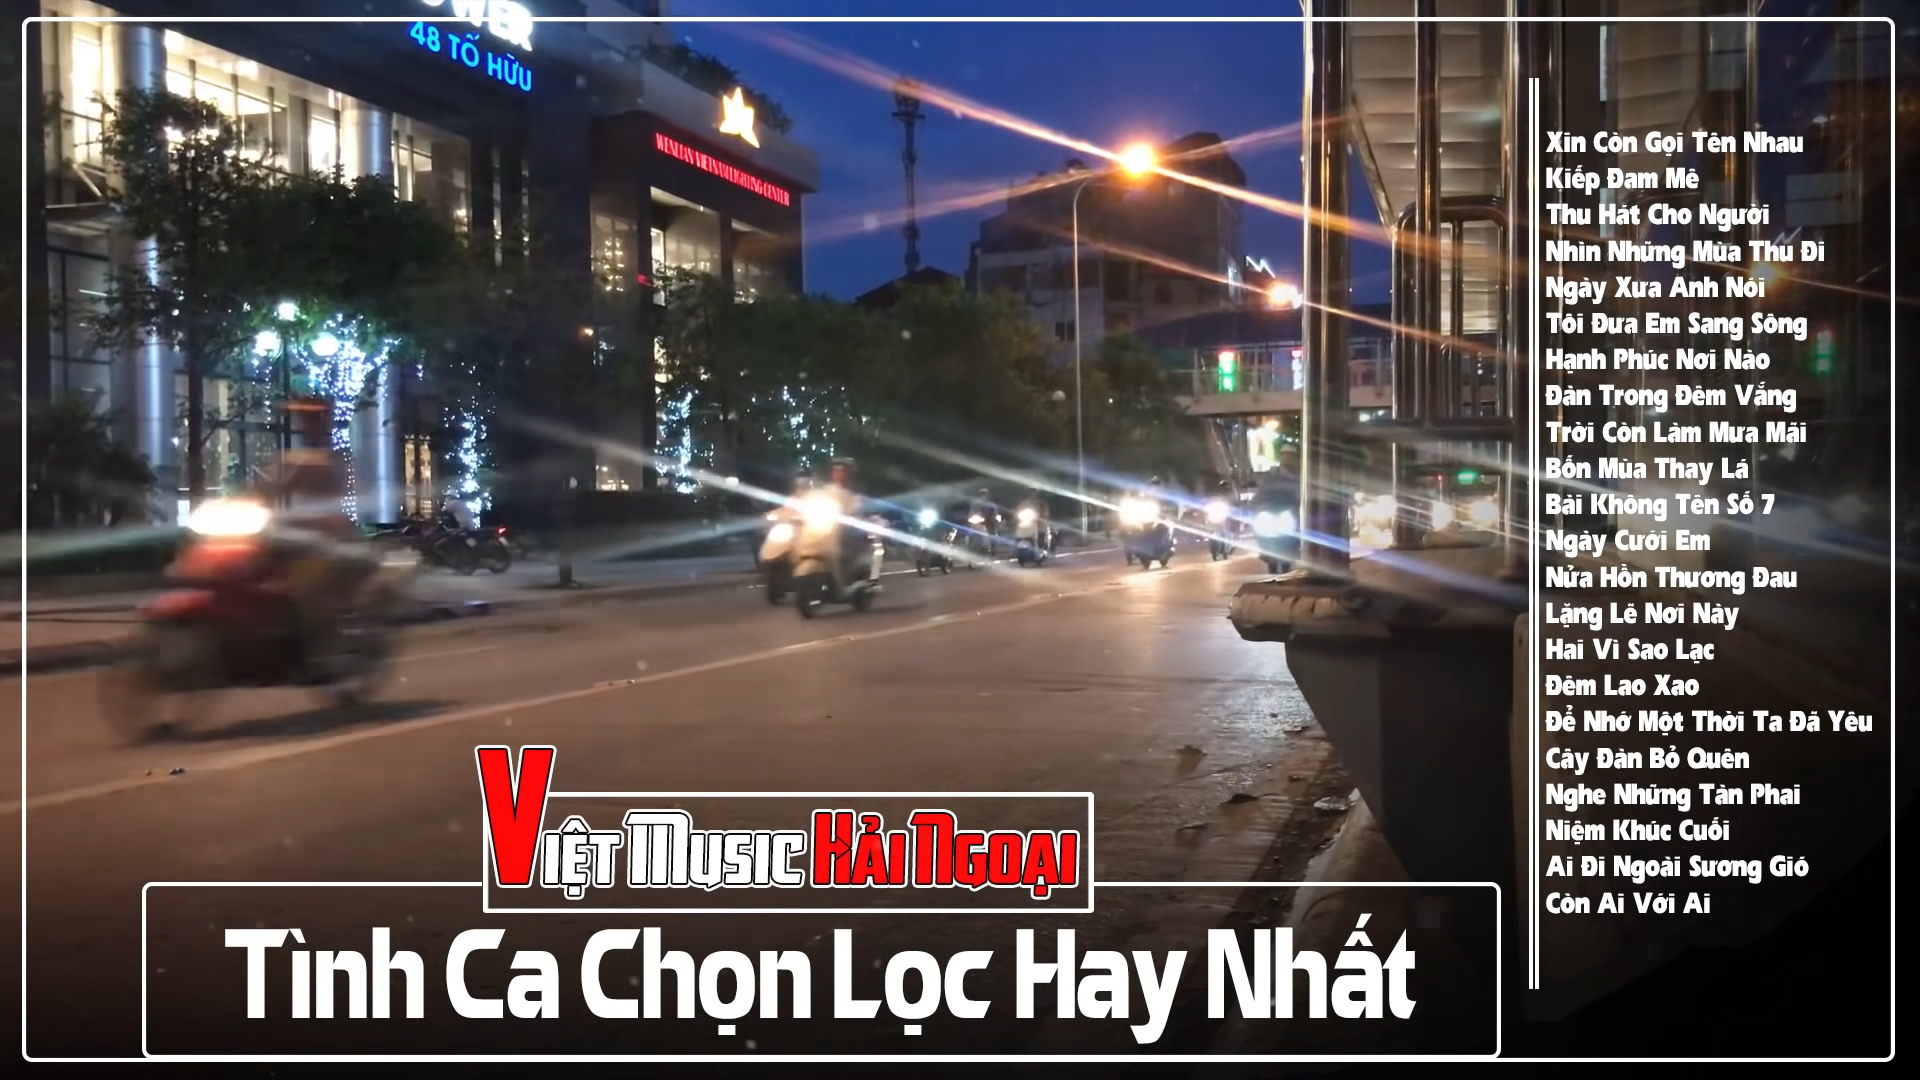 WER
48 TỐ HỮU
WENLAN VIETNAM LIGHTING CENTER
Xin Còn Gọi Tên Nhau
Kiếp Đam Mê
Thu Hát Cho Người
Nhìn Những Mùa Thu Đi
Ngày Xưa Anh Nói
Tôi Đưa Em Sang Sông
Hạnh Phúc Nơi Nào
Đàn Trong Đêm Vắng
Trời Còn Làm Mưa Mãi
Bốn Mùa Thay Lá
Bài Không Tên Số 7
Ngày Cưới Em
Nửa Hồn Thương Đau
Lặng Lẽ Nơi Này
Hai Vì Sao Lạc
Đêm Lao Xao
Để Nhớ Một Thời Ta Đã Yêu
Cây Đàn Bỏ Quên
Nghe Những Tàn Phai
Niệm Khúc Cuối
Ai Đi Ngoài Sương Gió
Còn Ai Với Ai
VIỆT MUSIC HẢI NGOẠI
Tình Ca Chọn Lọc Hay Nhất